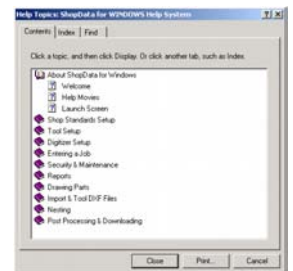 Help Topics: ShopData for WINDOWS Help System
Contents Index Find
Click a topic, and then click Display. Or click another tab, such as Index.
About ShopData for Windows
Welcome
Help Movies
Launch Screen
Shop Standards Setup
Tool Setup
Digitizer Setup
Entering a Job
Security & Maintenance
Reports
Drawing Parts
Import & Tool DXF Files
Nesting
Post Processing & Downloading
Close Print... Cancel